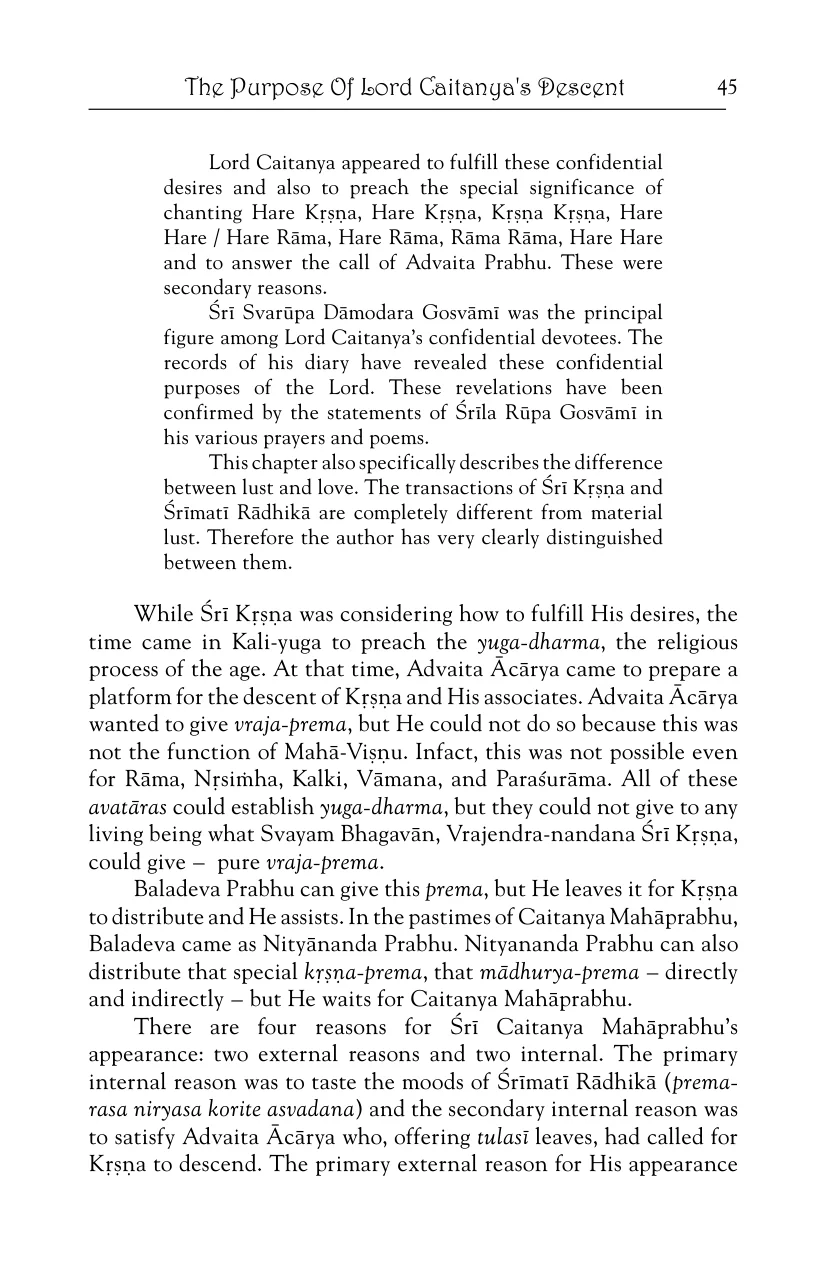 The Purpose Of Lord Caitanya's Descent 45
Lord Caitanya appeared to fulfill these confidential
desires and also to preach the special significance of
chanting Hare Kṛṣṇa, Hare Kṛṣṇa, Kṛṣṇa Kṛṣṇa, Hare
Hare / Hare Rāma, Hare Rāma, Rāma Rāma, Hare Hare
and to answer the call of Advaita Prabhu. These were
secondary reasons.
Śrī Svarūpa Dāmodara Gosvāmī was the principal
figure among Lord Caitanya’s confidential devotees. The
records of his diary have revealed these confidential
purposes of the Lord. These revelations have been
confirmed by the statements of Śrīla Rūpa Gosvāmī in
his various prayers and poems.
This chapter also specifically describes the difference
between lust and love. The transactions of Śrī Kṛṣṇa and
Śrīmatī Rādhikā are completely different from material
lust. Therefore the author has very clearly distinguished
between them.
While Śrī Kṛṣṇa was considering how to fulfill His desires, the
time came in Kali-yuga to preach the yuga-dharma, the religious
process of the age. At that time, Advaita Ācārya came to prepare a
platform for the descent of Kṛṣṇa and His associates. Advaita Ācārya
wanted to give vraja-prema, but He could not do so because this was
not the function of Mahā-Viṣṇu. Infact, this was not possible even
for Rāma, Nṛsiṁha, Kalki, Vāmana, and Paraśurāma. All of these
avatāras could establish yuga-dharma, but they could not give to any
living being what Svayam Bhagavān, Vrajendra-nandana Śrī Kṛṣṇa,
could give – pure vraja-prema.
Baladeva Prabhu can give this prema, but He leaves it for Kṛṣṇa
to distribute and He assists. In the pastimes of Caitanya Mahāprabhu,
Baladeva came as Nityānanda Prabhu. Nityananda Prabhu can also
distribute that special kṛṣṇa-prema, that mādhurya-prema – directly
and indirectly – but He waits for Caitanya Mahāprabhu.
There are four reasons for Śrī Caitanya Mahāprabhu’s
appearance: two external reasons and two internal. The primary
internal reason was to taste the moods of Śrīmatī Rādhikā (prema-
rasa niryasa korite asvadana) and the secondary internal reason was
to satisfy Advaita Ācārya who, offering tulasī leaves, had called for
Kṛṣṇa to descend. The primary external reason for His appearance